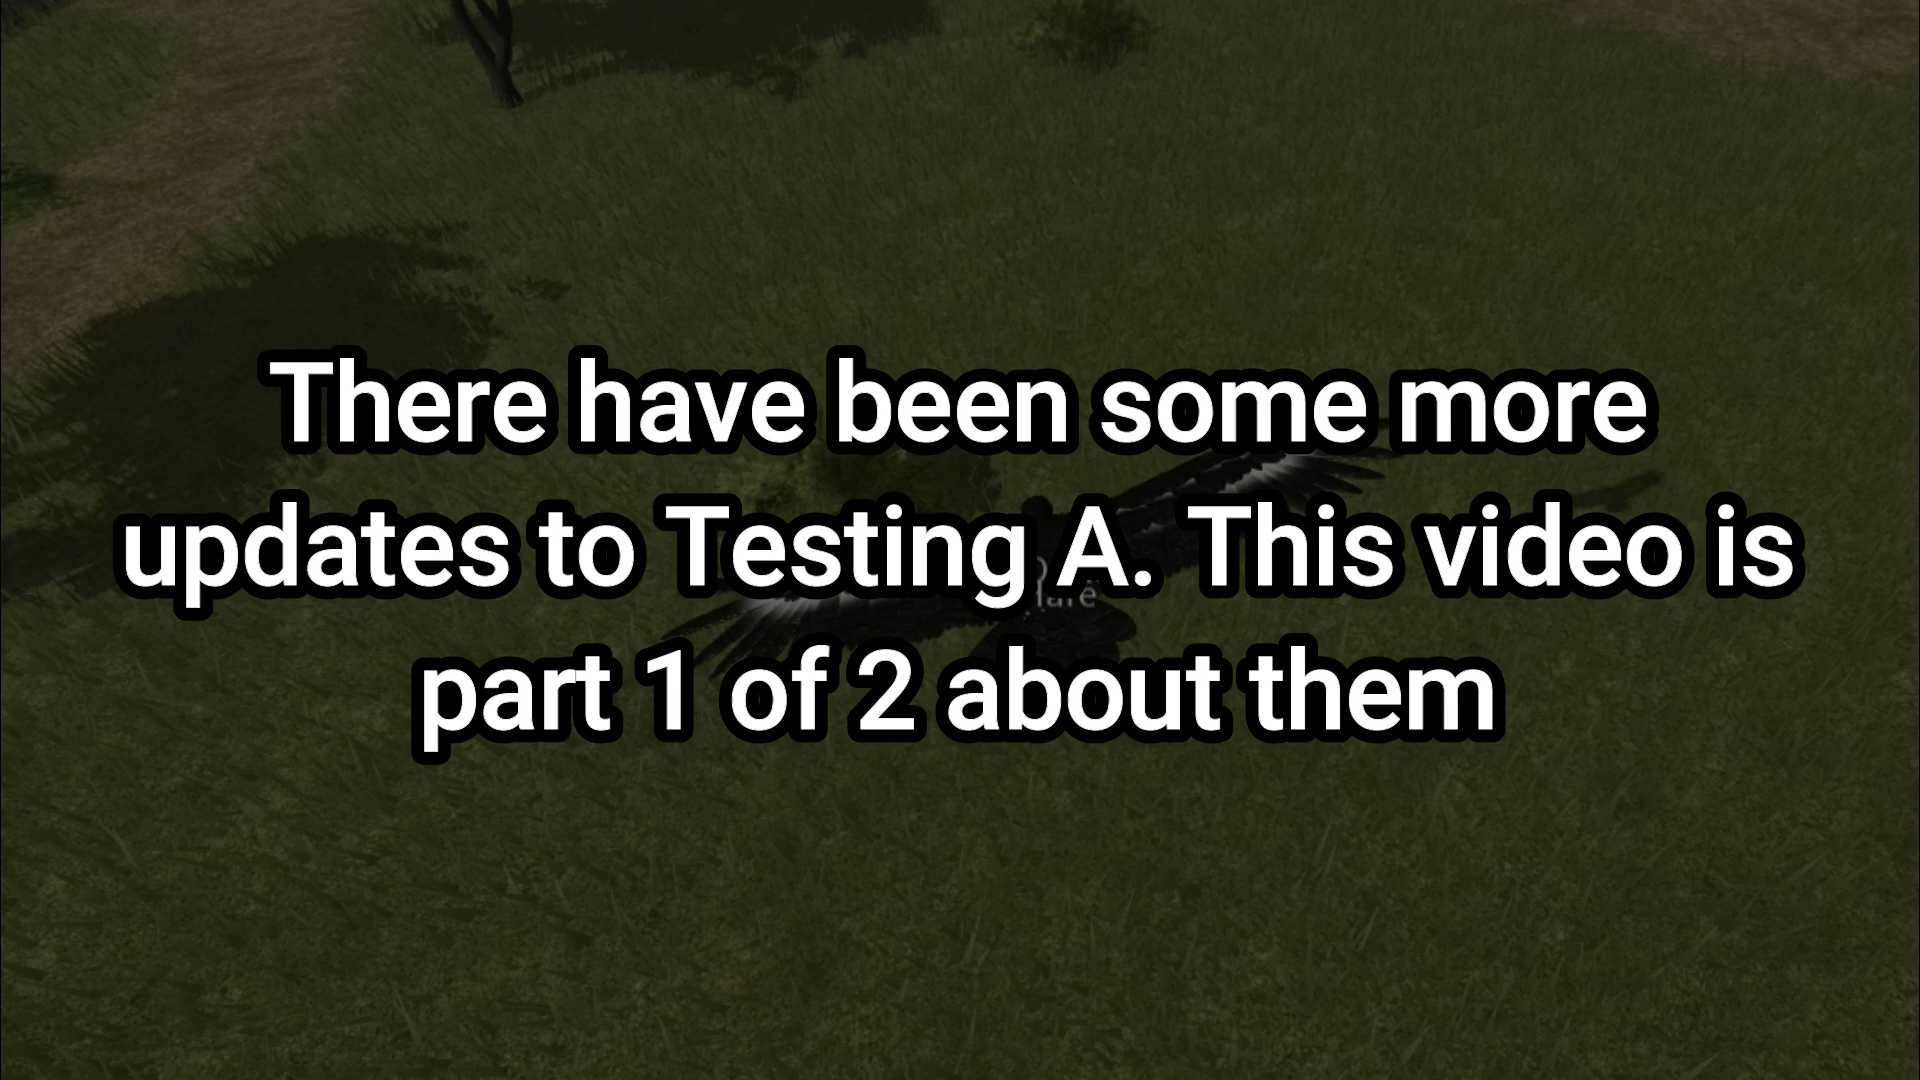 There have been some more
updates to Testing A. This video is
part 1 of 2 about them